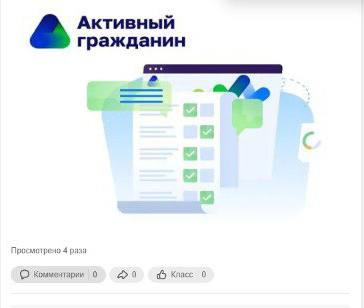 Активный
гражданин
Просмотрено 4 раза
Комментарии 0
0
Класс 0